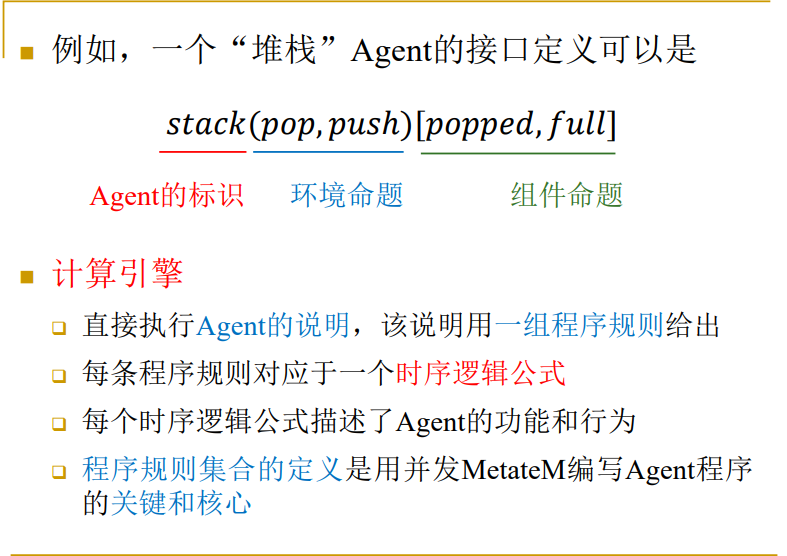 例如，一个“堆栈”Agent的接口定义可以是
stack(pop,push)[popped,full]
Agent的标识 环境命题 组件命题
计算引擎
直接执行Agent的说明，该说明用一组程序规则给出
每条程序规则对应于一个时序逻辑公式
每个时序逻辑公式描述了Agent的功能和行为
程序规则集合的定义是用并发MetateM编写Agent程序
的关键和核心